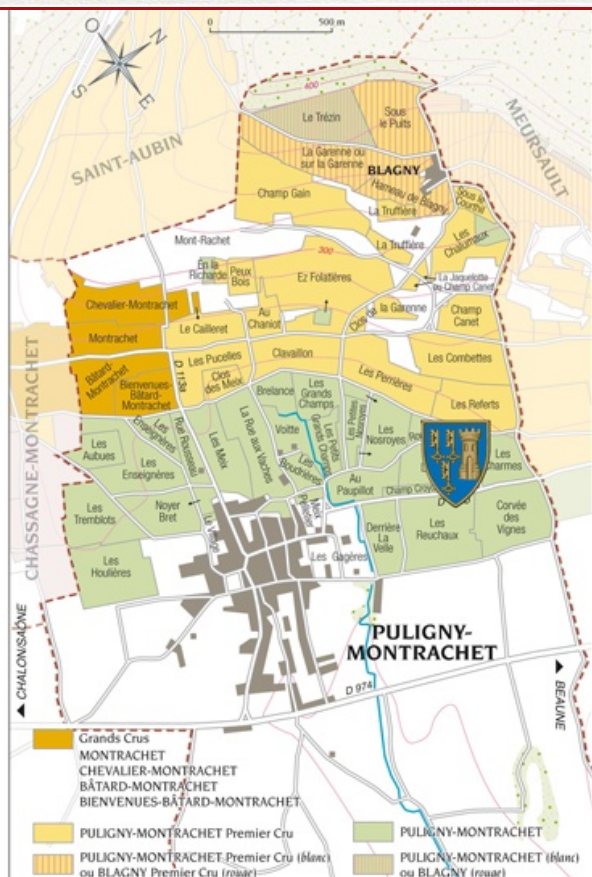 0
500 m
O
N
S
E
400
Le Trézin
Sous
le Puits
MEURSAULT
SAINT-AUBIN
La Garenne ou
sur la Garenne
BLAGNY
Hameau de Blagny
Sous le
Courthil
Champ Gain
La Truffière
Les
Chalumaux
Mont-Rachet
La Truffière
300
En la
Richarde
Peux
Bois
Ez Folatières
La Jaquelotte
ou Champ Canet
Chevalier-Montrachet
Clos de
la Garenne
Champ
Canet
Au
Chaniot
Le Cailleret
Montrachet
D 113a
Les Pucelles
Clavaillon
Les Combettes
Bâtard-
Montrachet
Bienvenues-
Bâtard-
Montrachet
Clos
des Meix
Les Perrières
Les Referts
CHASSAGNE-MONTRACHET
Brelance
Les
Grands
Champs
Les
Enseignères
Rue Rousseau
Les Meix
La Rue aux Vaches
Voitte
Les Petits
Grands Champs
Les Petites
Nosroyes
Les
Nosroyes
Les
Aubues
Les
Enseignères
Les
Boudrières
Les
Charmes
Au
Paupillot
Champ Croyon
D
Les
Tremblots
Noyer
Bret
Le Village
Meix
Pelletier
Derrière
La Velle
Les
Reuchaux
Corvée
des
Vignes
Les
Houlières
Les Gagères
PULIGNY-
MONTRACHET
CHALON/SAÔNE
D 974
BEAUNE
Grands Crus
MONTRACHET
CHEVALIER-MONTRACHET
BÂTARD-MONTRACHET
BIENVENUES-BÂTARD-MONTRACHET
PULIGNY-MONTRACHET Premier Cru
PULIGNY-MONTRACHET
PULIGNY-MONTRACHET Premier Cru (blanc)
ou BLAGNY Premier Cru (rouge)
PULIGNY-MONTRACHET (blanc)
ou BLAGNY (rouge)